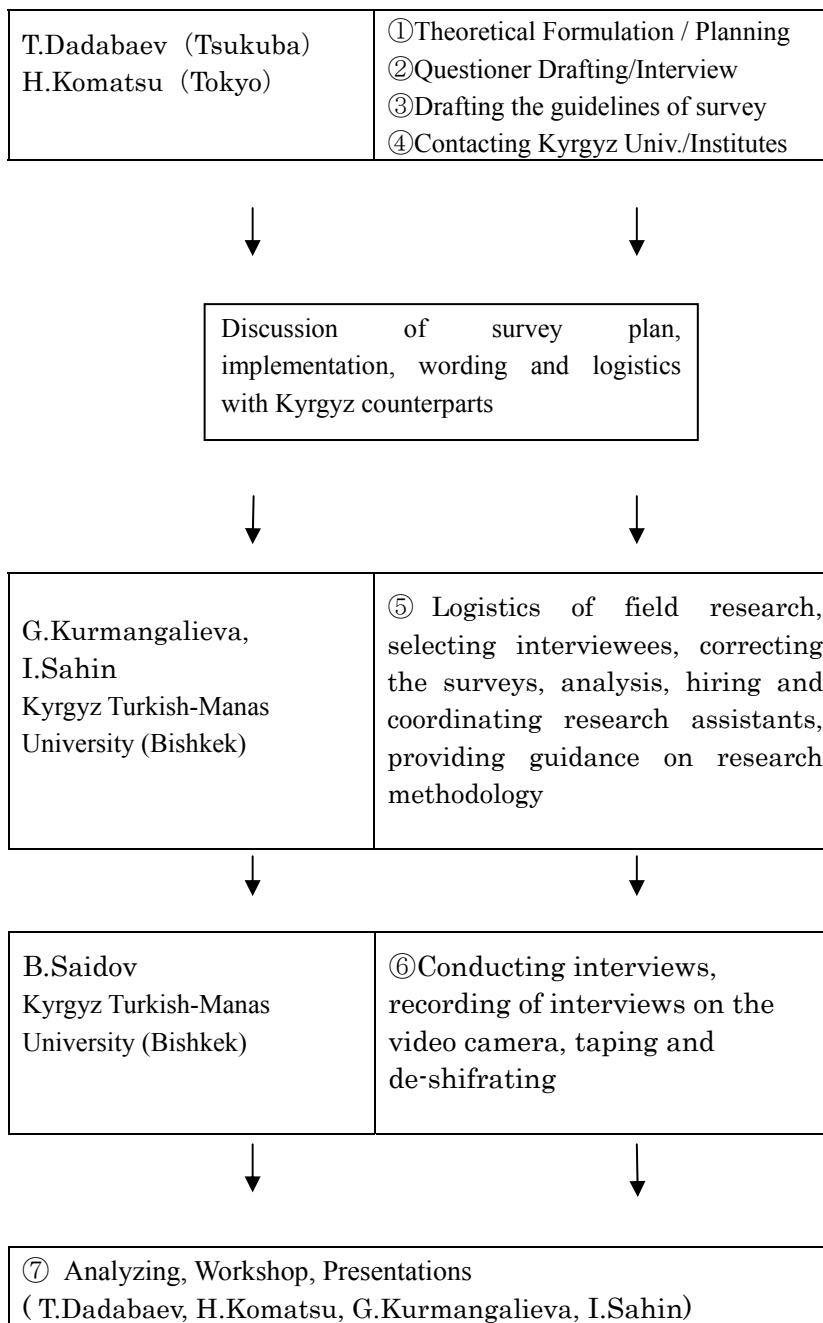 T.Dadabaev（Tsukuba）
H.Komatsu（Tokyo）
①Theoretical Formulation / Planning
②Questioner Drafting/Interview
③Drafting the guidelines of survey
④Contacting Kyrgyz Univ./Institutes
Discussion of survey plan,
implementation, wording and logistics
with Kyrgyz counterparts
G.Kurmangalieva,
I.Sahin
Kyrgyz Turkish-Manas
University (Bishkek)
⑤ Logistics of field research,
selecting interviewees, correcting
the surveys, analysis, hiring and
coordinating research assistants,
providing guidance on research
methodology
B.Saidov
Kyrgyz Turkish-Manas
University (Bishkek)
⑥Conducting interviews,
recording of interviews on the
video camera, taping and
de-shifrating
⑦ Analyzing, Workshop, Presentations
( T.Dadabaev, H.Komatsu, G.Kurmangalieva, I.Sahin)